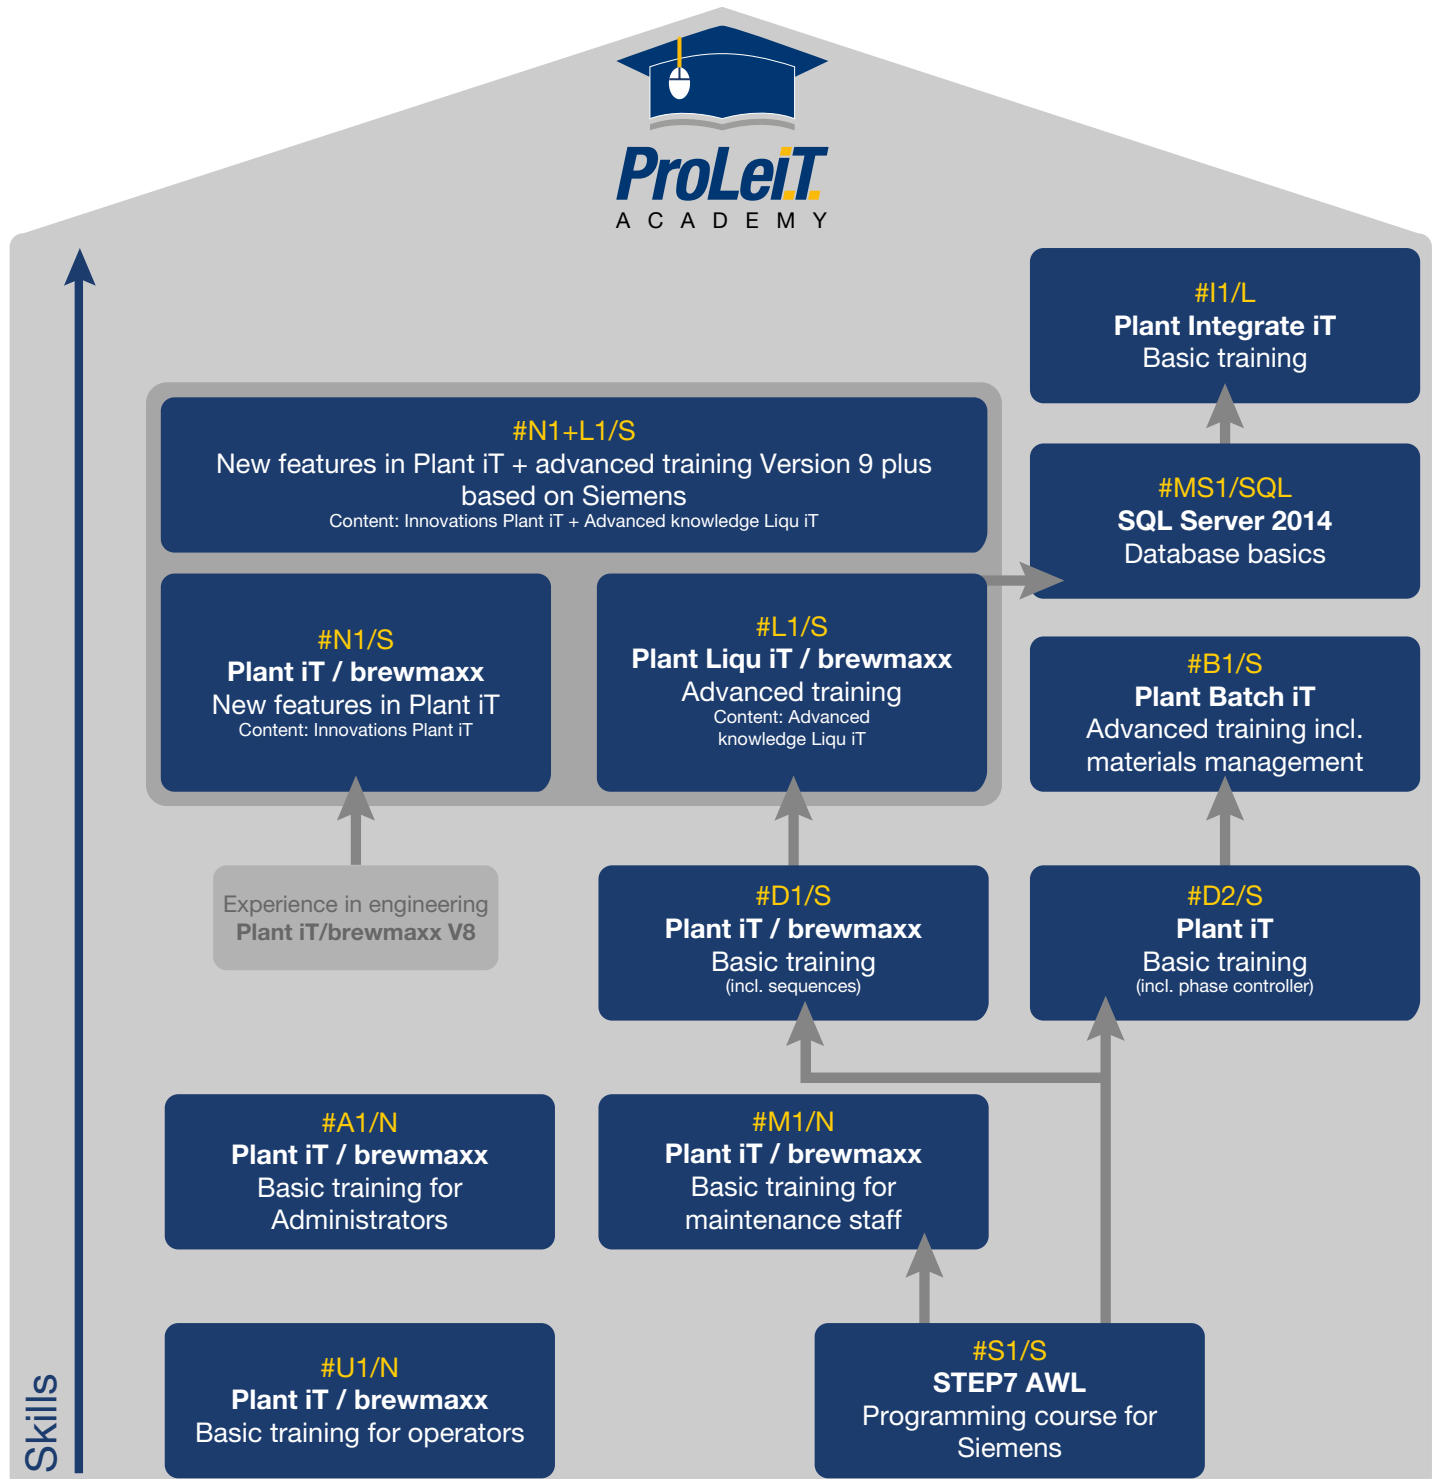 ProLeiT
ACADEMY
#I1/L
Plant Integrate iT
Basic training
#N1+L1/S
New features in Plant iT + advanced training Version 9 plus
based on Siemens
Content: Innovations Plant iT + Advanced knowledge Liqu iT
#MS1/SQL
SQL Server 2014
Database basics
#N1/S
Plant iT / brewmaxx
New features in Plant iT
Content: Innovations Plant iT
#L1/S
Plant Liqu iT / brewmaxx
Advanced training
Content: Advanced
knowledge Liqu iT
#B1/S
Plant Batch iT
Advanced training incl.
materials management
Experience in engineering
Plant iT/brewmaxx V8
#D1/S
Plant iT / brewmaxx
Basic training
(incl. sequences)
#D2/S
Plant iT
Basic training
(incl. phase controller)
#A1/N
Plant iT / brewmaxx
Basic training for
Administrators
#M1/N
Plant iT / brewmaxx
Basic training for
maintenance staff
#U1/N
Plant iT / brewmaxx
Basic training for operators
#S1/S
STEP7 AWL
Programming course for
Siemens
Skills